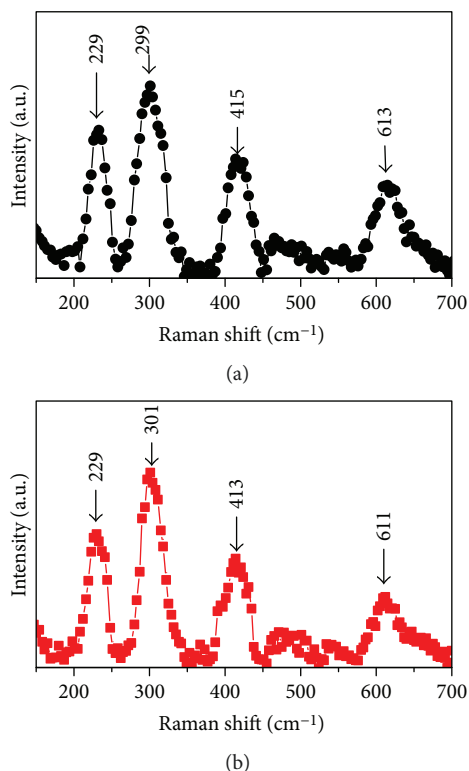 229
299
415
613
Intensity (a.u.)
200 300 400 500 600 700
Raman shift (cm⁻¹)
(a)
229
301
413
611
Intensity (a.u.)
200 300 400 500 600 700
Raman shift (cm⁻¹)
(b)